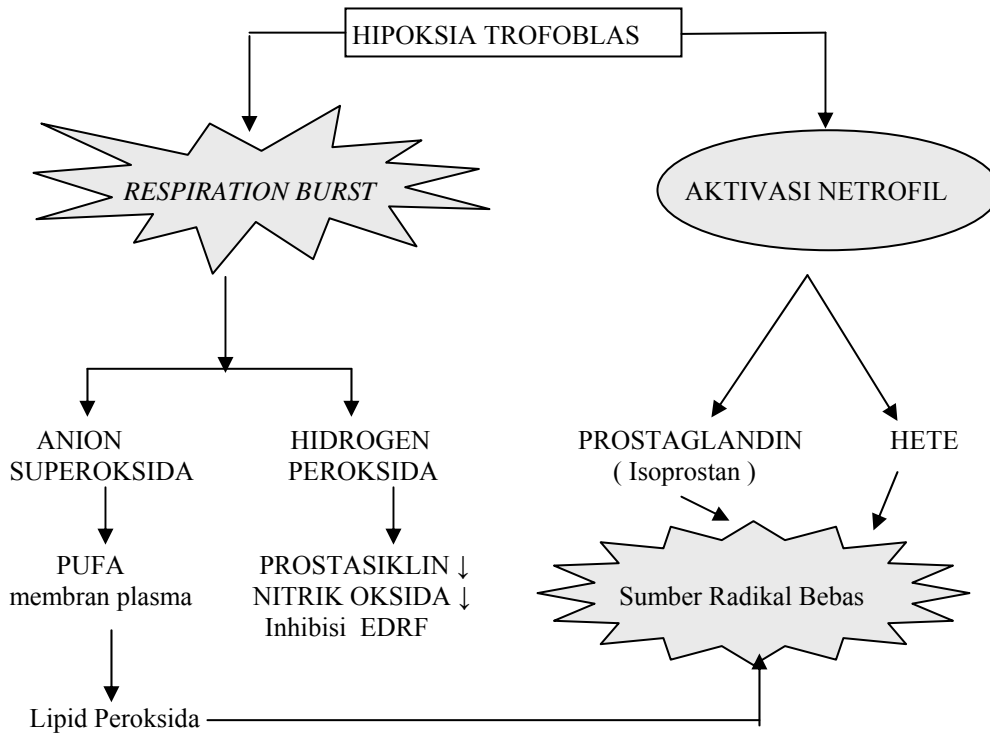 HIPOKSIA TROFOBLAS
RESPIRATION BURST
AKTIVASI NETROFIL
ANION
SUPEROKSIDA
HIDROGEN
PEROKSIDA
PROSTAGLANDIN
( Isoprostan )
HETE
PUFA
membran plasma
PROSTASIKLIN ↓
NITRIK OKSIDA ↓
Inhibisi EDRF
Sumber Radikal Bebas
Lipid Peroksida